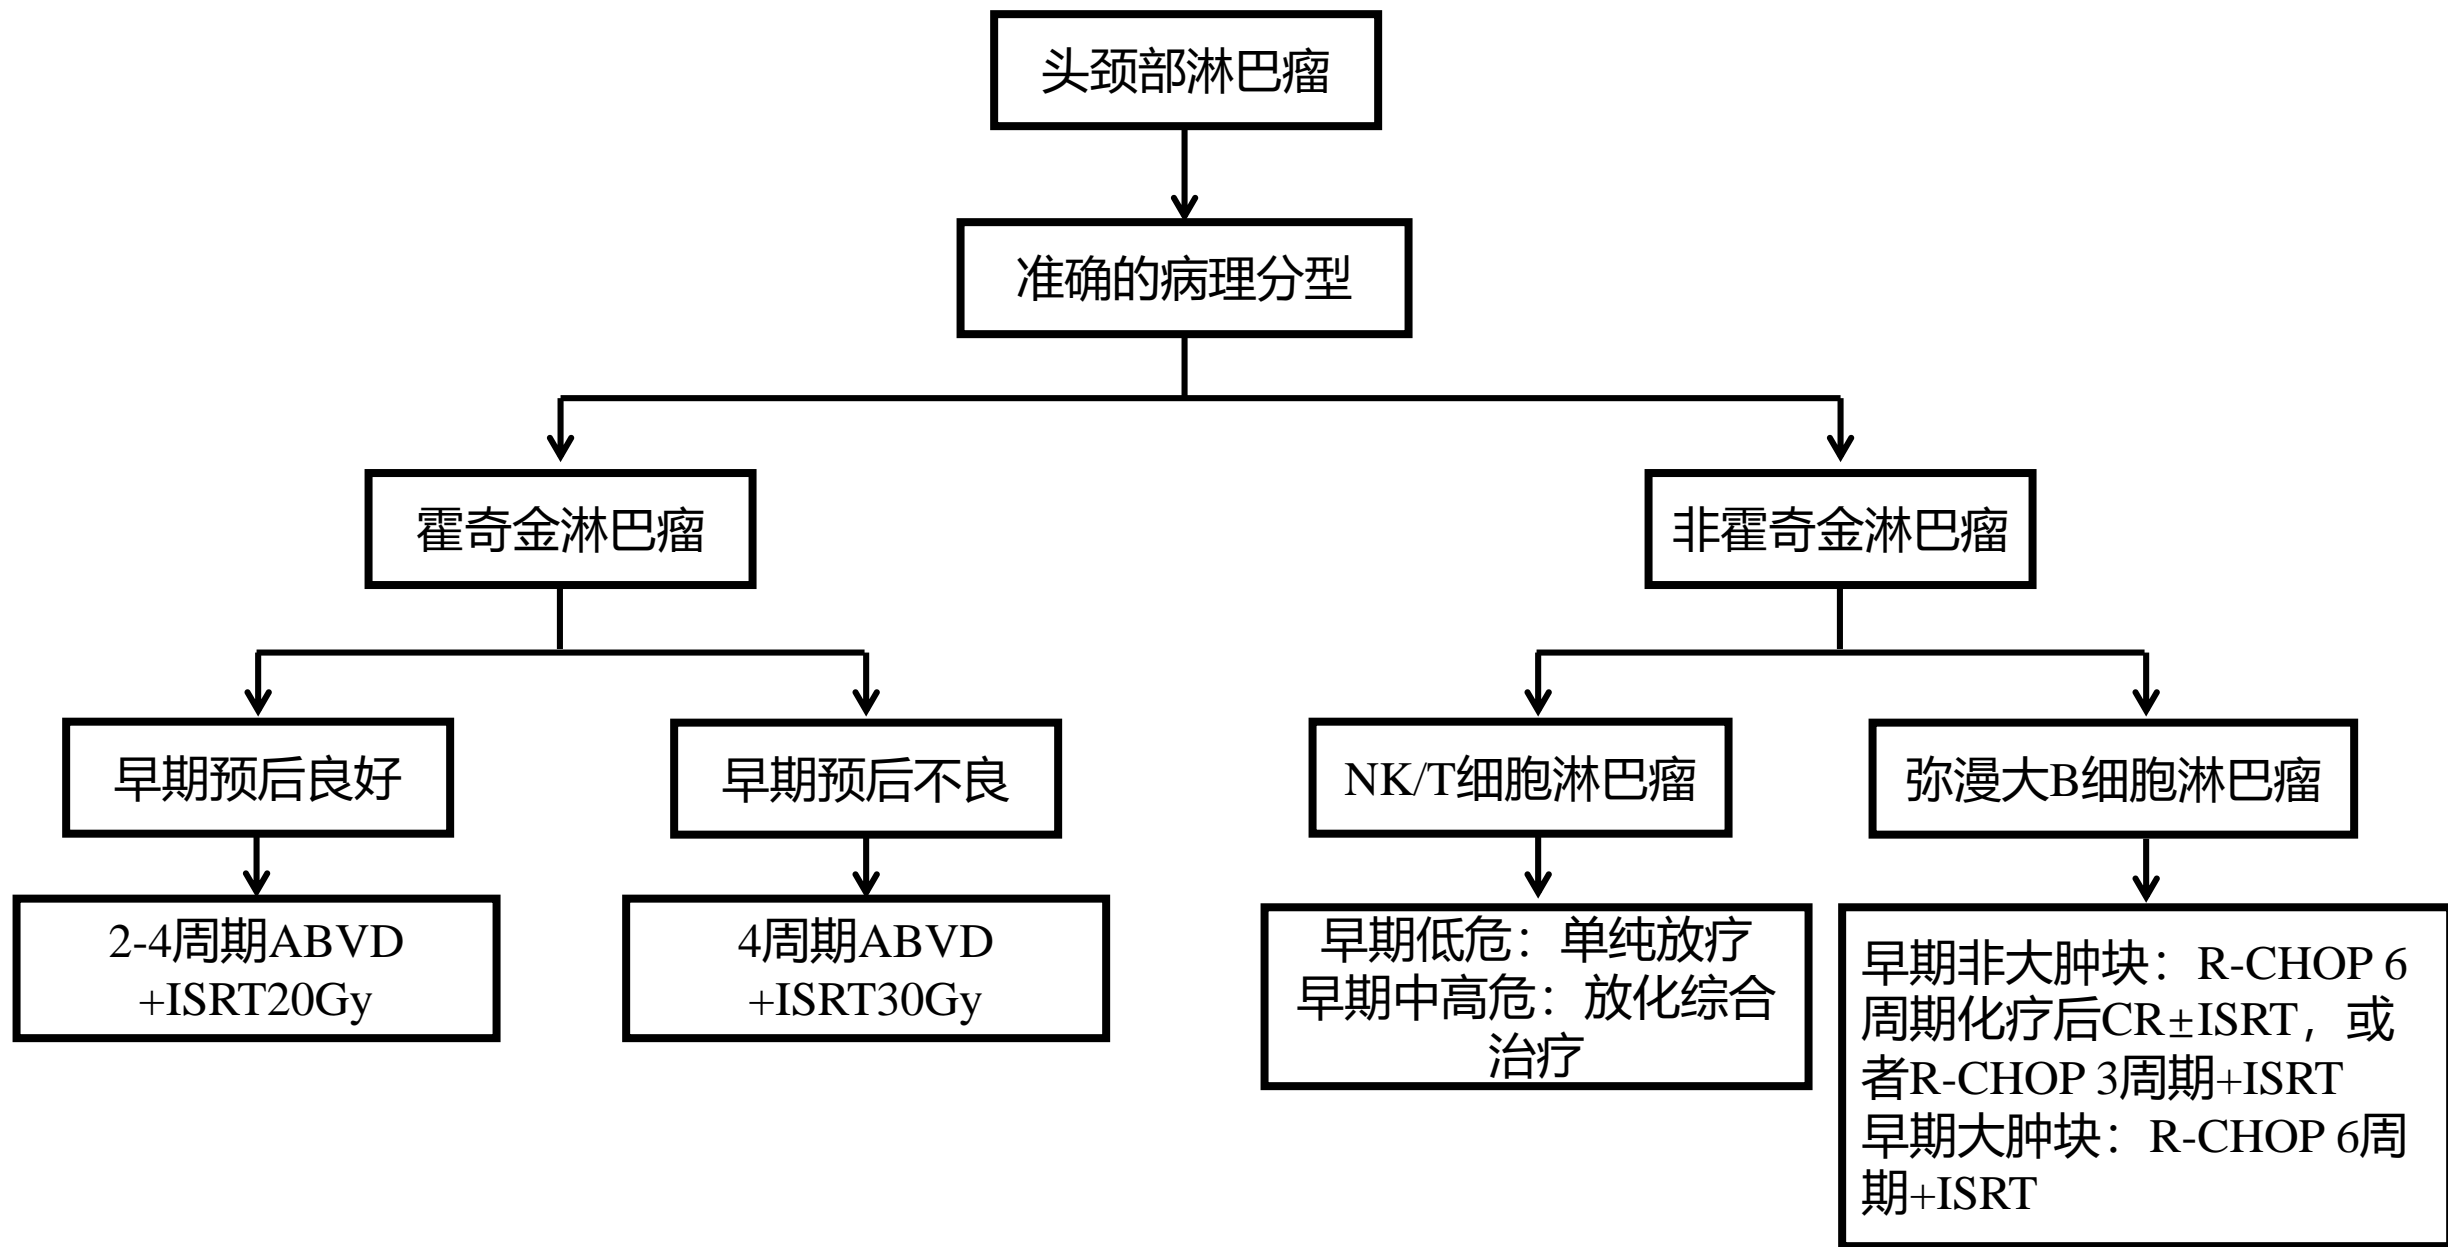 头颈部淋巴瘤
准确的病理分型
霍奇金淋巴瘤
非霍奇金淋巴瘤
早期预后良好
早期预后不良
NK/T细胞淋巴瘤
弥漫大B细胞淋巴瘤
2-4周期ABVD
+ISRT20Gy
4周期ABVD
+ISRT30Gy
早期低危：单纯放疗
早期中高危：放化综合
治疗
早期非大肿块：R-CHOP 6
周期化疗后CR±ISRT，或
者R-CHOP 3周期+ISRT
早期大肿块：R-CHOP 6周
期+ISRT